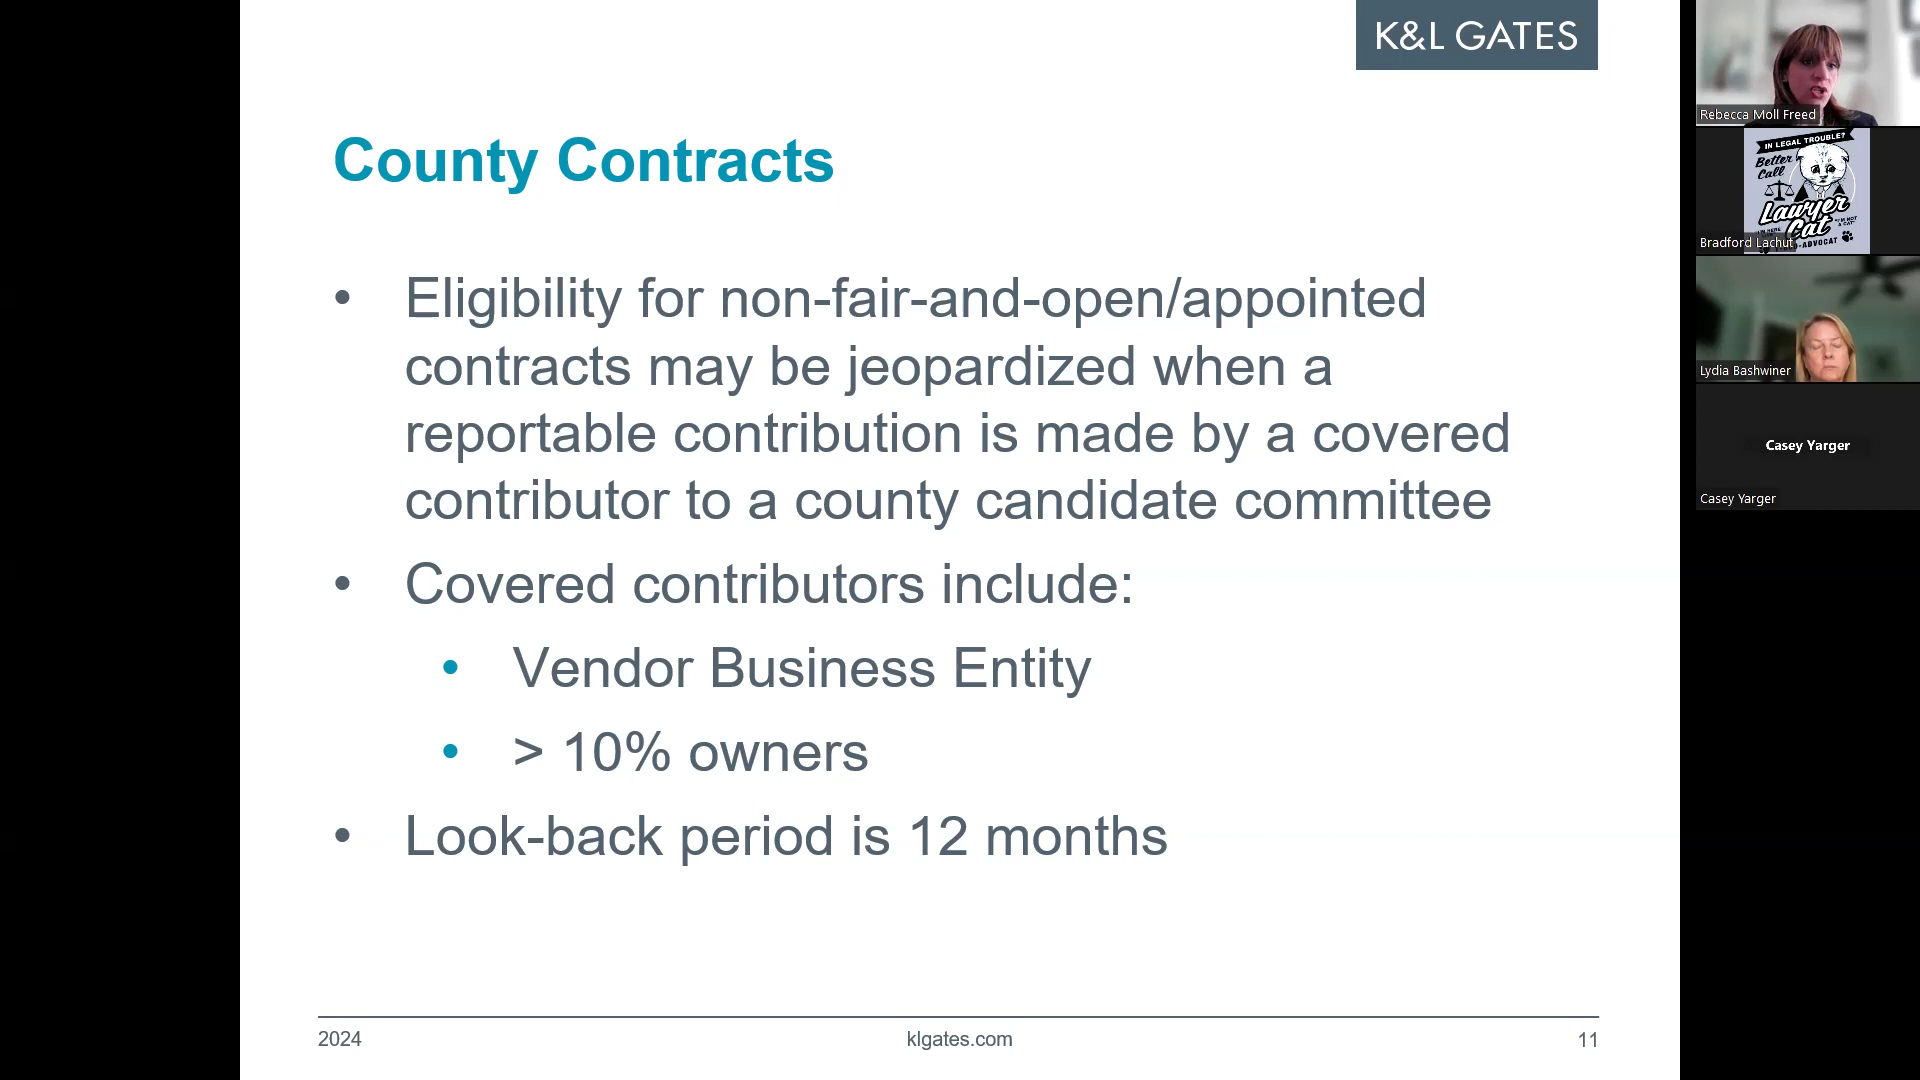 K&L GATES
County Contracts
• Eligibility for non-fair-and-open/appointed
contracts may be jeopardized when a
reportable contribution is made by a covered
contributor to a county candidate committee
• Covered contributors include:
• Vendor Business Entity
• > 10% owners
• Look-back period is 12 months
2024
klgates.com
11
Rebecca Moll Freed
IN LEGAL TROUBLE?
Better
Call
Lawyer
Cat
"I'M NOT
A CAT"
-ADVOCAT
Bradford Lachut
Lydia Bashwiner
Casey Yarger
Casey Yarger